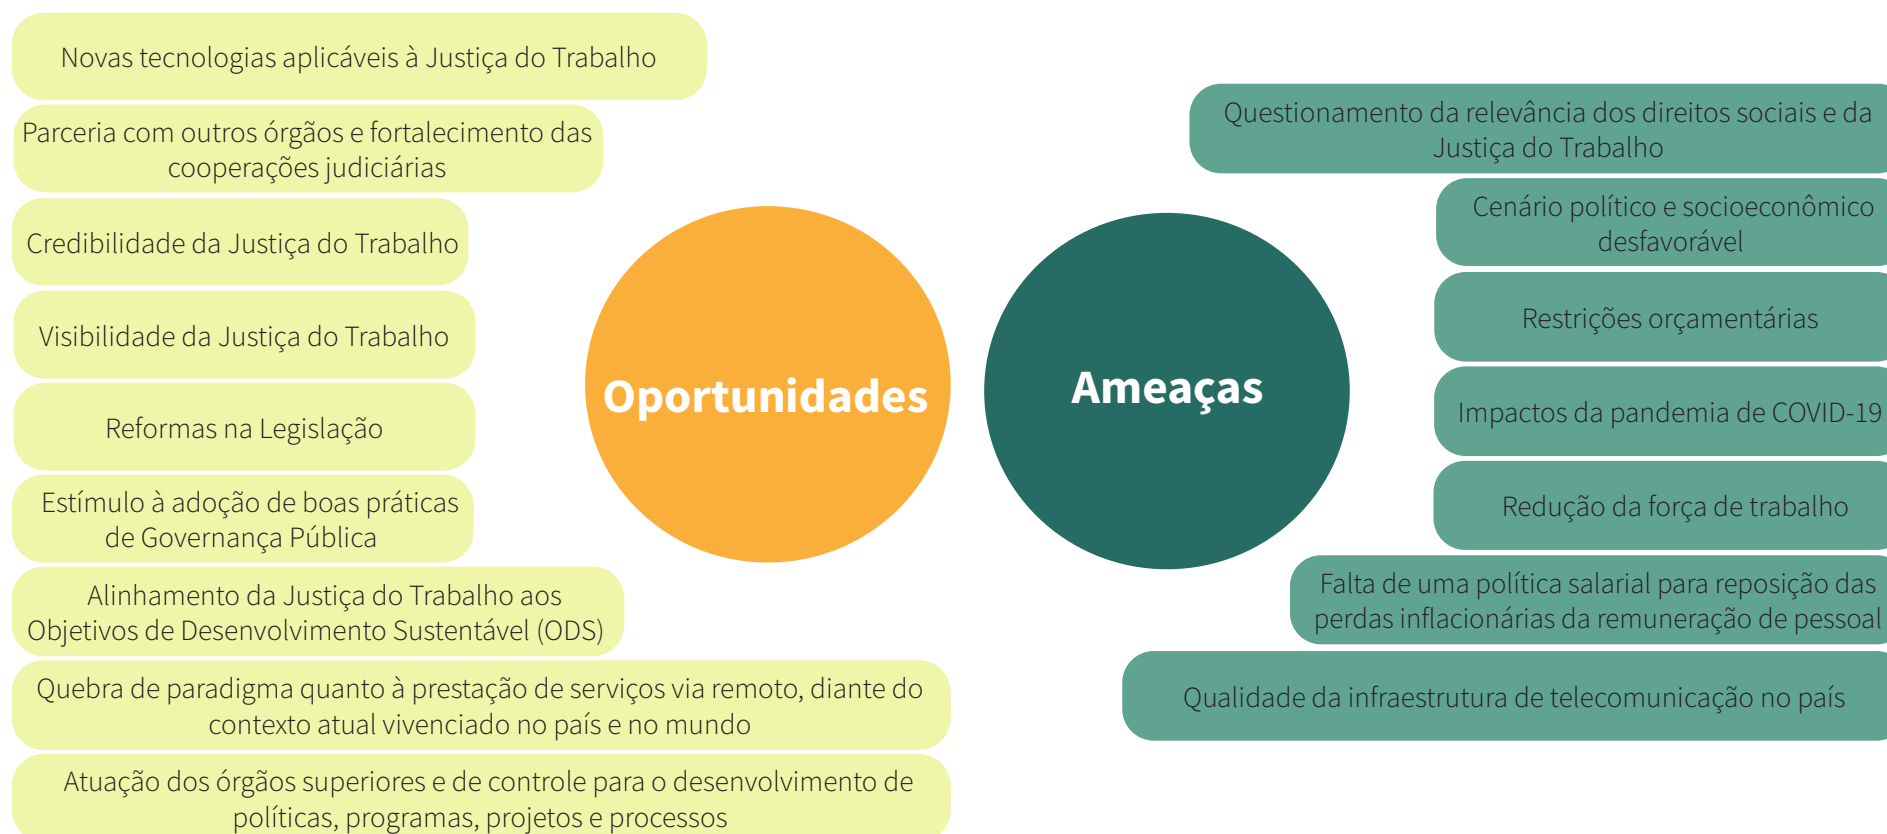 Novas tecnologias aplicáveis à Justiça do Trabalho
Parceria com outros órgãos e fortalecimento das
cooperações judiciárias
Credibilidade da Justiça do Trabalho
Visibilidade da Justiça do Trabalho
Reformas na Legislação
Estímulo à adoção de boas práticas
de Governança Pública
Alinhamento da Justiça do Trabalho aos
Objetivos de Desenvolvimento Sustentável (ODS)
Quebra de paradigma quanto à prestação de serviços via remoto, diante do
contexto atual vivenciado no país e no mundo
Atuação dos órgãos superiores e de controle para o desenvolvimento de
políticas, programas, projetos e processos
Oportunidades
Ameaças
Questionamento da relevância dos direitos sociais e da
Justiça do Trabalho
Cenário político e socioeconômico
desfavorável
Restrições orçamentárias
Impactos da pandemia de COVID-19
Redução da força de trabalho
Falta de uma política salarial para reposição das
perdas inflacionárias da remuneração de pessoal
Qualidade da infraestrutura de telecomunicação no país